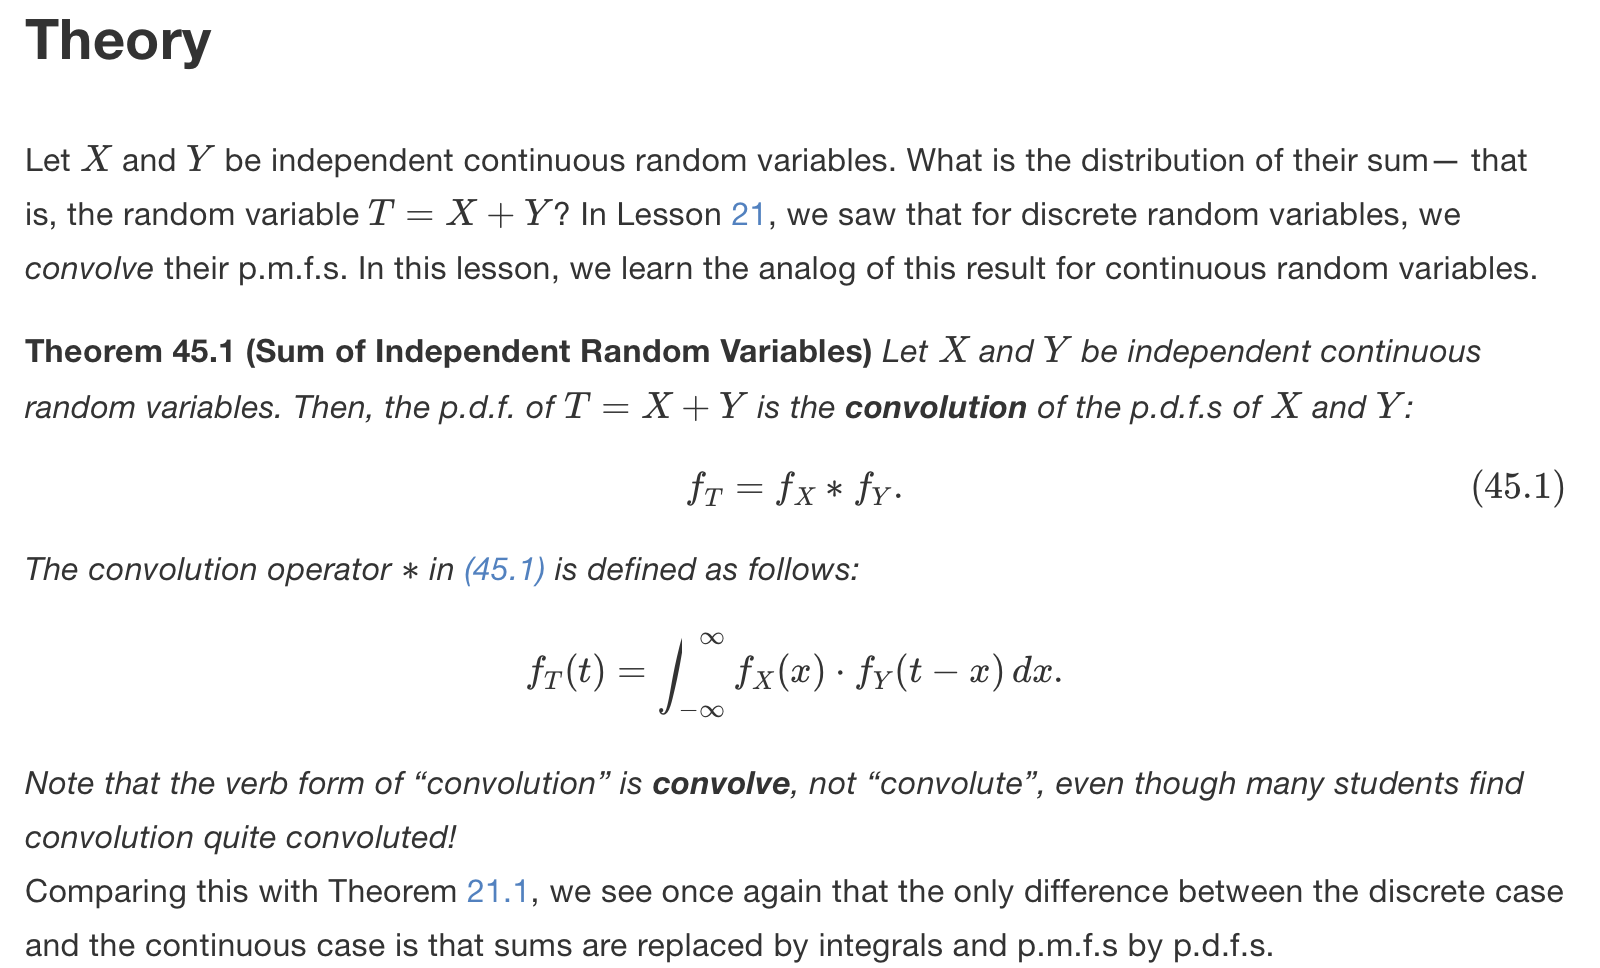 Theory
Let X and Y be independent continuous random variables. What is the distribution of their sum— that
is, the random variable T = X + Y? In Lesson 21, we saw that for discrete random variables, we
convolve their p.m.f.s. In this lesson, we learn the analog of this result for continuous random variables.
Theorem 45.1 (Sum of Independent Random Variables) Let X and Y be independent continuous
random variables. Then, the p.d.f. of T = X + Y is the convolution of the p.d.f.s of X and Y:
f_T = f_X * f_Y. (45.1)
The convolution operator * in (45.1) is defined as follows:
f_T(t) = ∫_{-∞}^{∞} f_X(x) · f_Y(t − x) dx.
Note that the verb form of “convolution” is convolve, not “convolute”, even though many students find
convolution quite convoluted!
Comparing this with Theorem 21.1, we see once again that the only difference between the discrete case
and the continuous case is that sums are replaced by integrals and p.m.f.s by p.d.f.s.